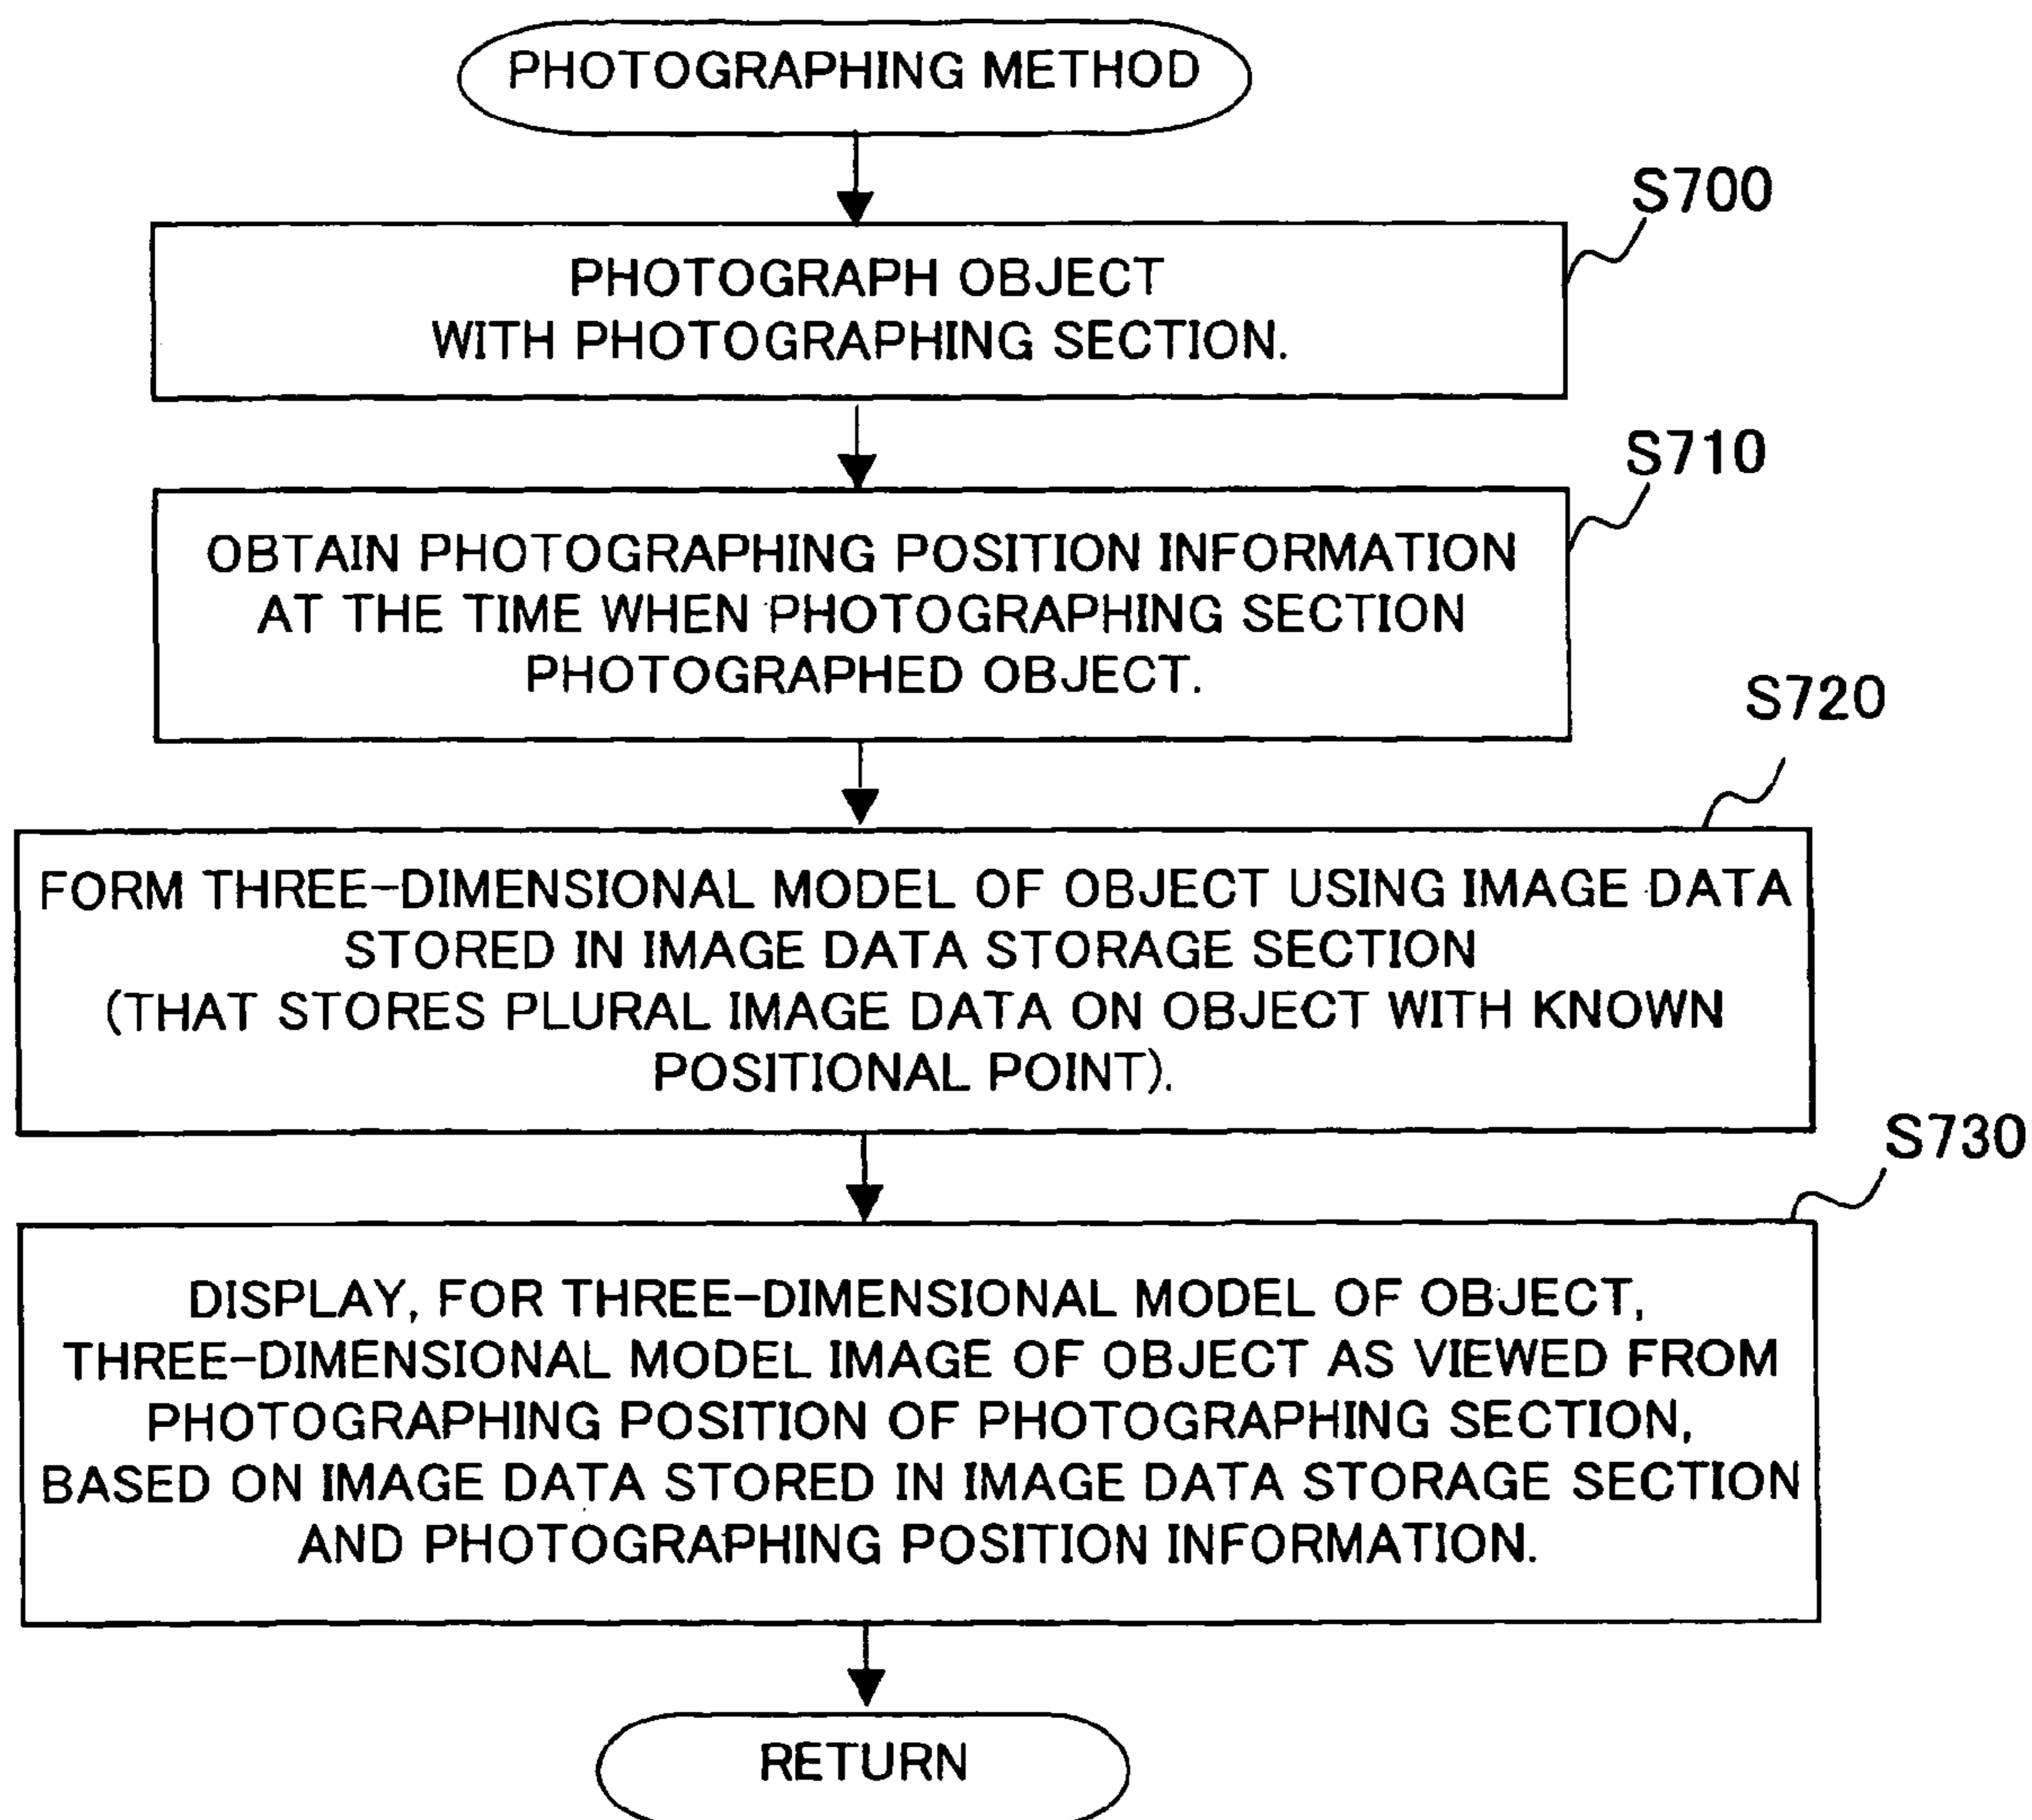 PHOTOGRAPHING METHOD
S700
PHOTOGRAPH OBJECT
WITH PHOTOGRAPHING SECTION.
S710
OBTAIN PHOTOGRAPHING POSITION INFORMATION
AT THE TIME WHEN PHOTOGRAPHING SECTION
PHOTOGRAPHED OBJECT.
S720
FORM THREE-DIMENSIONAL MODEL OF OBJECT USING IMAGE DATA
STORED IN IMAGE DATA STORAGE SECTION
(THAT STORES PLURAL IMAGE DATA ON OBJECT WITH KNOWN
POSITIONAL POINT).
S730
DISPLAY, FOR THREE-DIMENSIONAL MODEL OF OBJECT,
THREE-DIMENSIONAL MODEL IMAGE OF OBJECT AS VIEWED FROM
PHOTOGRAPHING POSITION OF PHOTOGRAPHING SECTION,
BASED ON IMAGE DATA STORED IN IMAGE DATA STORAGE SECTION
AND PHOTOGRAPHING POSITION INFORMATION.
RETURN